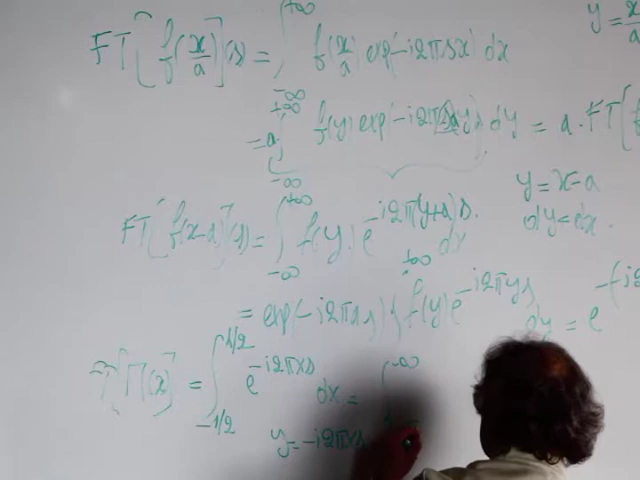 FT[f(x/a)](s) = ∫_{-∞}^{+∞} f(x/a) exp(-i2πsx) dx    y = x/a
= a ∫_{-∞}^{+∞} f(y) exp(-i2π(sa)y) dy = a · FT[f
y = x-a
FT[f(x-a)](s) = ∫_{-∞}^{+∞} f(y) e^{-i2π(y+a)s} dy    dy = dx
= exp(-i2πas) ∫^{+∞} f(y) e^{-i2πys} dy = e
[Π(x)] = ∫_{-1/2}^{1/2} e^{-i2πxs} dx = ∫
y = -i2πxs